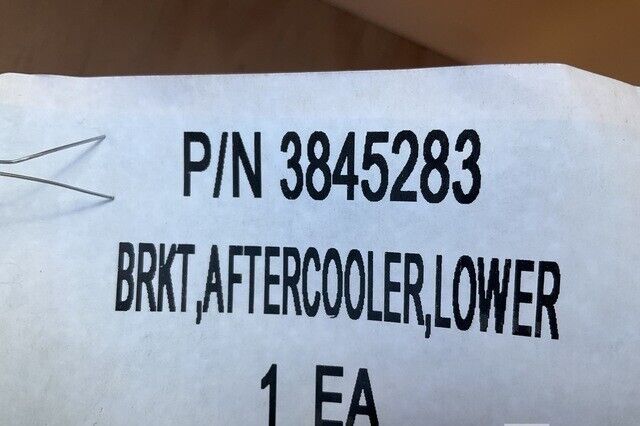 P/N 3845283
BRKT,AFTERCOOLER,LOWER
1 EA